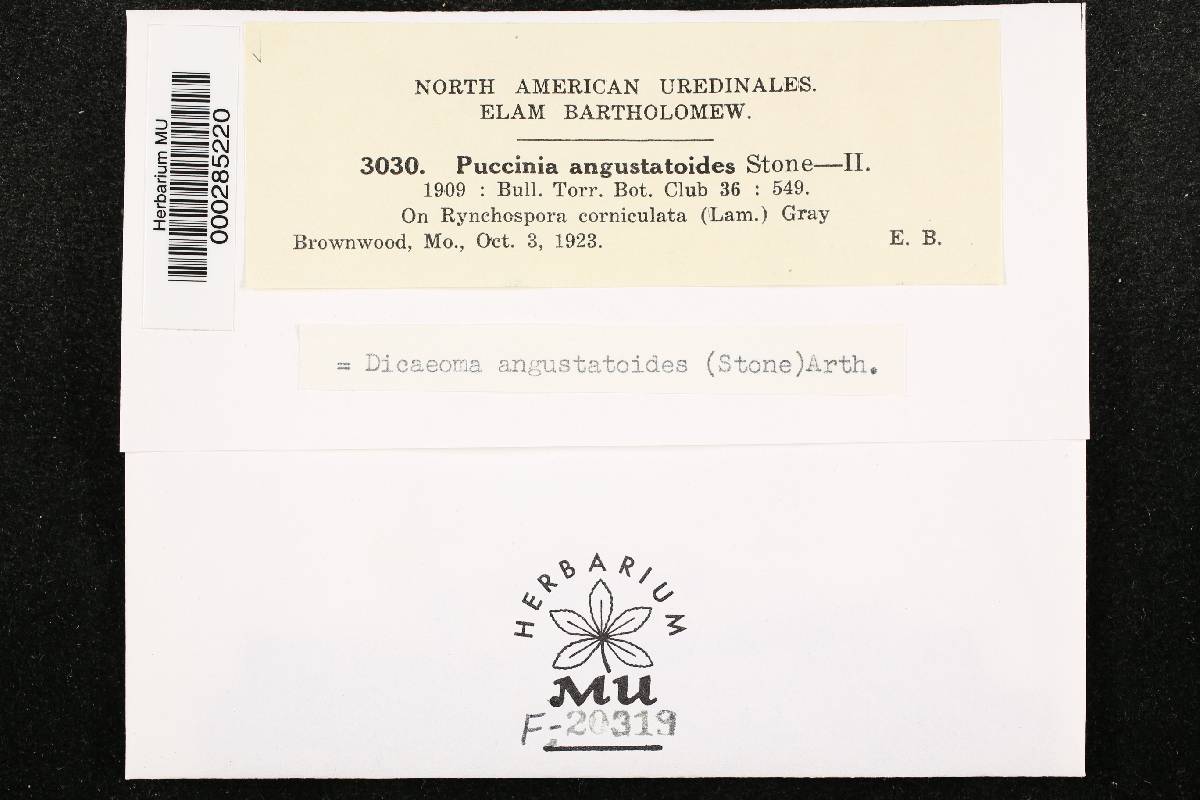 Herbarium MU
000285220
NORTH AMERICAN UREDINALES.
ELAM BARTHOLOMEW.
3030. Puccinia angustatoides Stone—II.
1909 : Bull. Torr. Bot. Club 36 : 549.
On Rynchospora corniculata (Lam.) Gray
Brownwood, Mo., Oct. 3, 1923. E. B.
= Dicaeoma angustatoides (Stone)Arth.
HERBARIUM
MU
F-20319